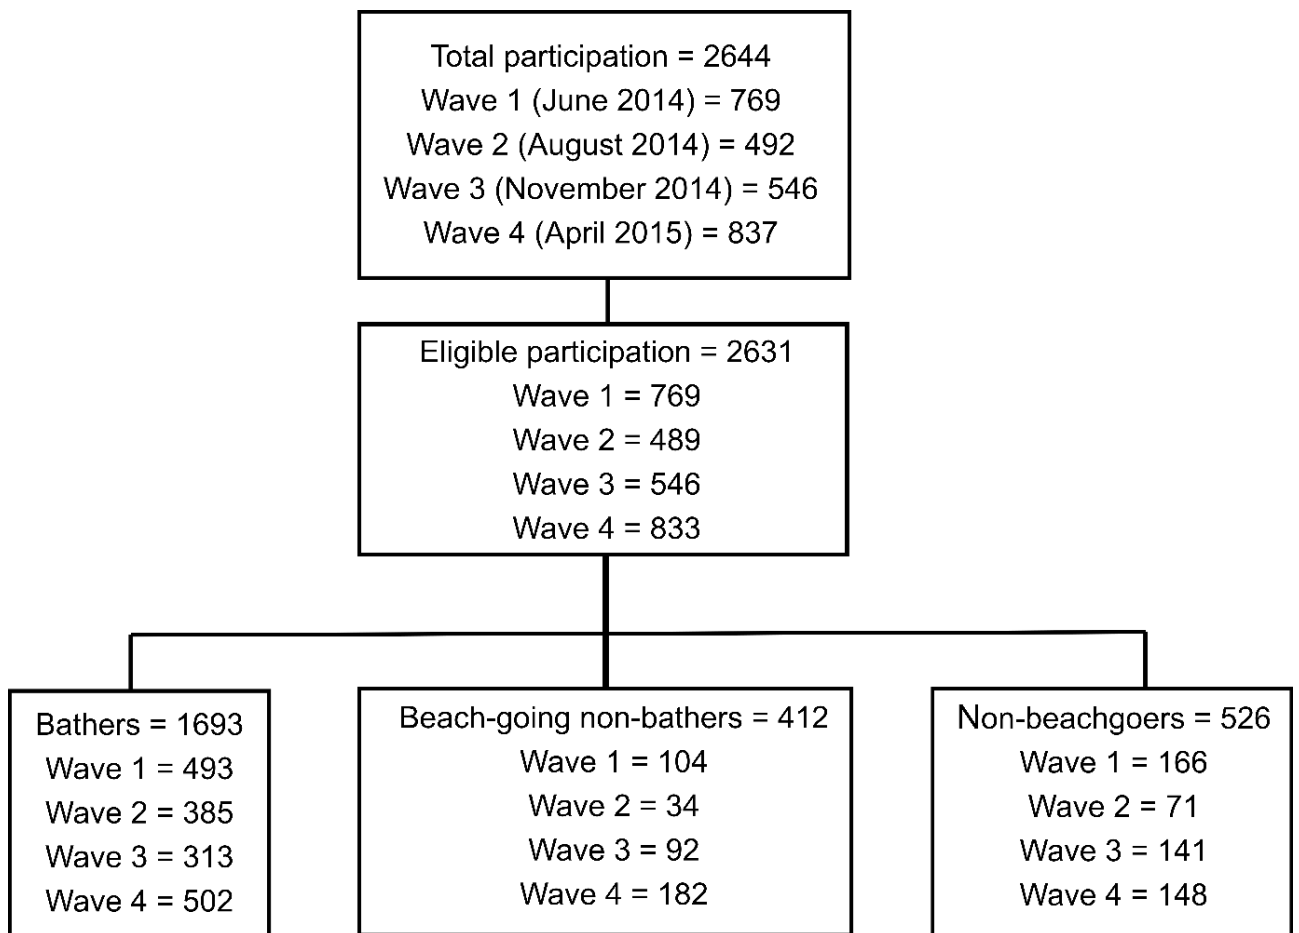 Total participation = 2644
Wave 1 (June 2014) = 769
Wave 2 (August 2014) = 492
Wave 3 (November 2014) = 546
Wave 4 (April 2015) = 837
Eligible participation = 2631
Wave 1 = 769
Wave 2 = 489
Wave 3 = 546
Wave 4 = 833
Bathers = 1693
Wave 1 = 493
Wave 2 = 385
Wave 3 = 313
Wave 4 = 502
Beach-going non-bathers = 412
Wave 1 = 104
Wave 2 = 34
Wave 3 = 92
Wave 4 = 182
Non-beachgoers = 526
Wave 1 = 166
Wave 2 = 71
Wave 3 = 141
Wave 4 = 148